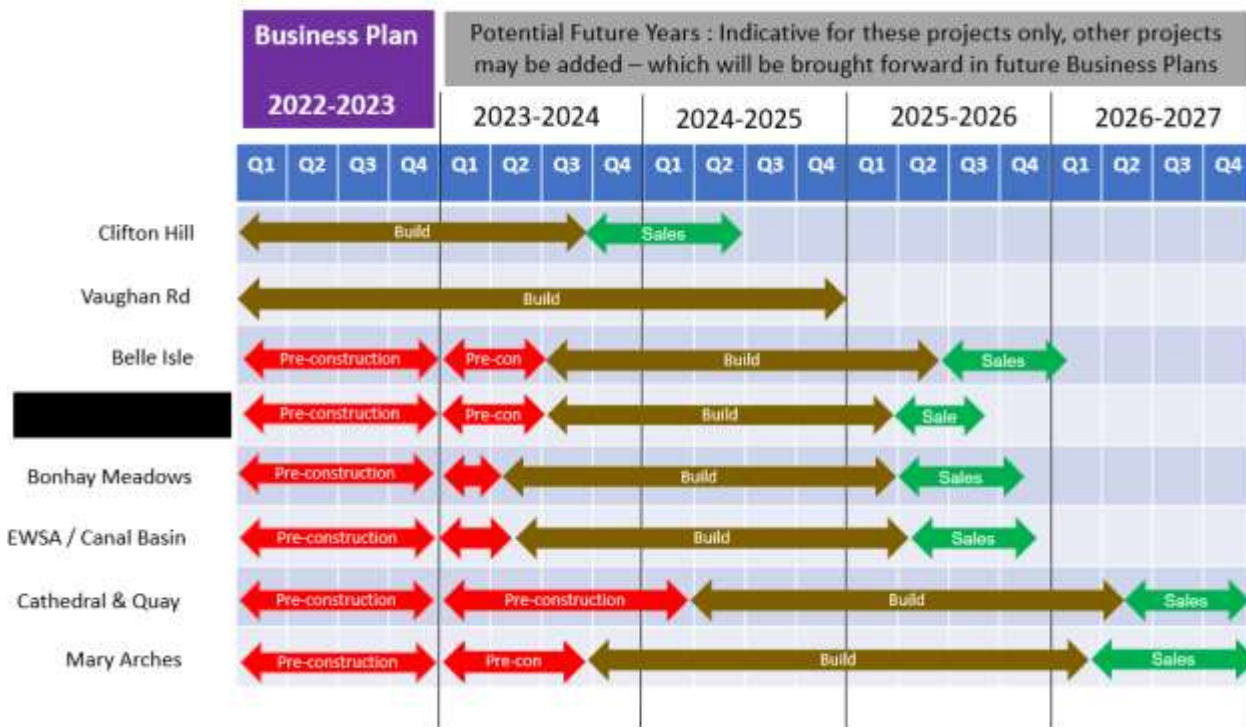 Business Plan
2022-2023
Potential Future Years : Indicative for these projects only, other projects
may be added – which will be brought forward in future Business Plans
2023-2024 2024-2025 2025-2026 2026-2027
Q1 Q2 Q3 Q4 Q1 Q2 Q3 Q4 Q1 Q2 Q3 Q4 Q1 Q2 Q3 Q4 Q1 Q2 Q3 Q4
Clifton Hill Build Sales
Vaughan Rd Build
Belle Isle Pre-construction Pre-con Build Sales
Pre-construction Pre-con Build Sale
Bonhay Meadows Pre-construction Build Sales
EWSA / Canal Basin Pre-construction Build Sales
Cathedral & Quay Pre-construction Pre-construction Build Sales
Mary Arches Pre-construction Pre-con Build Sales